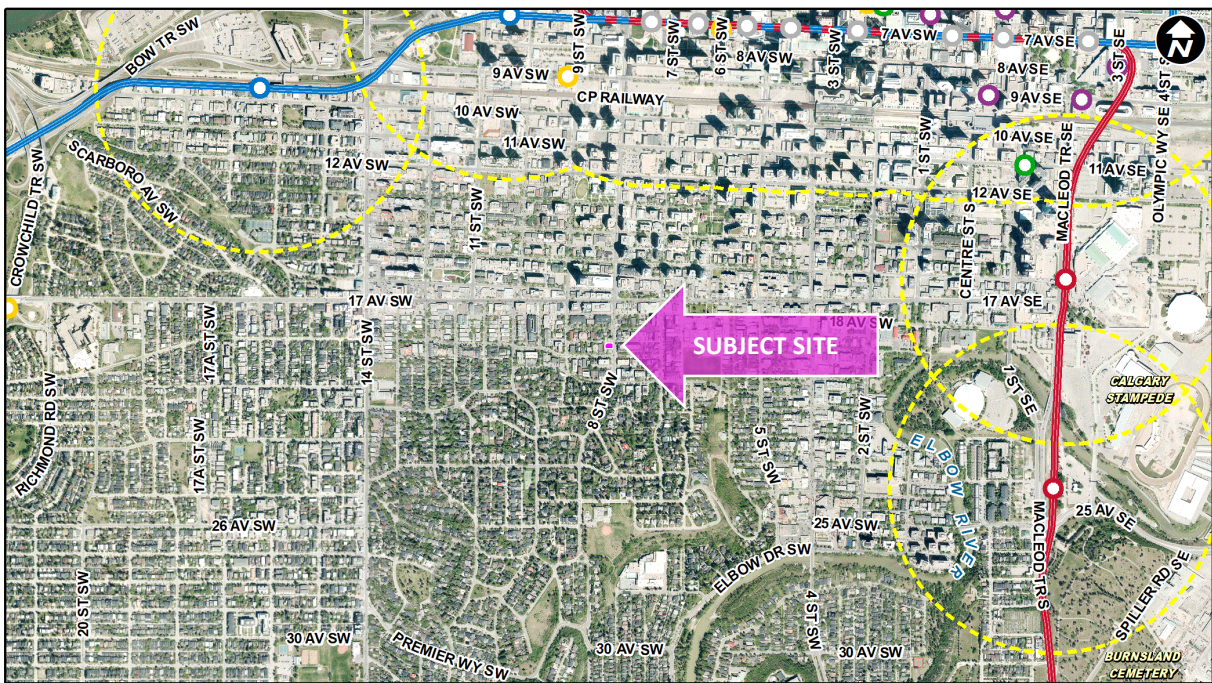 BOW TR SW
9 ST SW
7 ST SW
6 ST SW
8 AV SW
3 ST SW
7 AV SW
7 AV SE
3 ST SE
4 ST SE
N
9 AV SW
CP RAILWAY
8 AV SE
9 AV SE
10 AV SW
11 AV SW
12 AV SW
SCARBORO AV SW
CROWCHILD TR SW
11 ST SW
1 ST SW
10 AV SE
11 AV SE
12 AV SE
MACLEOD TR SE
OLYMPIC WY SE
CENTRE ST S
17 AV SW
17 AV SE
18 AV SW
SUBJECT SITE
17A ST SW
14 ST SW
8 ST SW
RICHMOND RD SW
1 ST SE
CALGARY
STAMPEDE
5 ST SW
2 ST SW
ELBOW RIVER
17A ST SW
26 AV SW
25 AV SW
25 AV SE
MACLEOD TR S
ELBOW DR SW
SPILLER RD SE
20 ST SW
4 ST SW
30 AV SW
PREMIER WY SW
30 AV SW
30 AV SW
BURNSLAND
CEMETERY